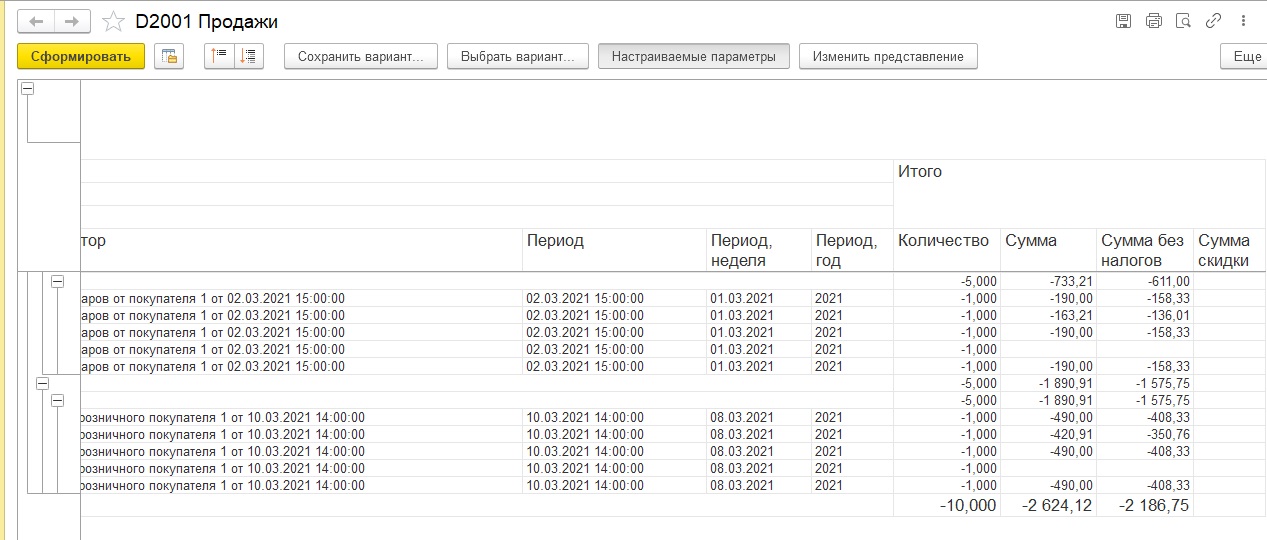 D2001 Продажи
Сформировать Сохранить вариант... Выбрать вариант... Настраиваемые параметры Изменить представление Еще
Итого
тор Период Период, неделя Период, год Количество Сумма Сумма без налогов Сумма скидки
-5,000 -733,21 -611,00
аров от покупателя 1 от 02.03.2021 15:00:00 02.03.2021 15:00:00 01.03.2021 2021 -1,000 -190,00 -158,33
аров от покупателя 1 от 02.03.2021 15:00:00 02.03.2021 15:00:00 01.03.2021 2021 -1,000 -163,21 -136,01
аров от покупателя 1 от 02.03.2021 15:00:00 02.03.2021 15:00:00 01.03.2021 2021 -1,000 -190,00 -158,33
аров от покупателя 1 от 02.03.2021 15:00:00 02.03.2021 15:00:00 01.03.2021 2021 -1,000
аров от покупателя 1 от 02.03.2021 15:00:00 02.03.2021 15:00:00 01.03.2021 2021 -1,000 -190,00 -158,33
-5,000 -1 890,91 -1 575,75
-5,000 -1 890,91 -1 575,75
розничного покупателя 1 от 10.03.2021 14:00:00 10.03.2021 14:00:00 08.03.2021 2021 -1,000 -490,00 -408,33
розничного покупателя 1 от 10.03.2021 14:00:00 10.03.2021 14:00:00 08.03.2021 2021 -1,000 -420,91 -350,76
розничного покупателя 1 от 10.03.2021 14:00:00 10.03.2021 14:00:00 08.03.2021 2021 -1,000 -490,00 -408,33
розничного покупателя 1 от 10.03.2021 14:00:00 10.03.2021 14:00:00 08.03.2021 2021 -1,000
розничного покупателя 1 от 10.03.2021 14:00:00 10.03.2021 14:00:00 08.03.2021 2021 -1,000 -490,00 -408,33
-10,000 -2 624,12 -2 186,75